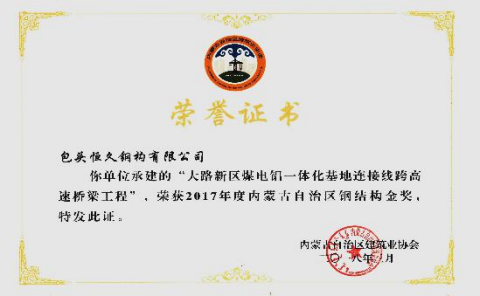 荣誉证书
包头恒久钢构有限公司
你单位承建的“大路新区煤电铝一体化基地连接线跨高
速桥梁工程”，荣获2017年度内蒙古自治区钢结构金奖，
特发此证。
内蒙古自治区建筑业协会